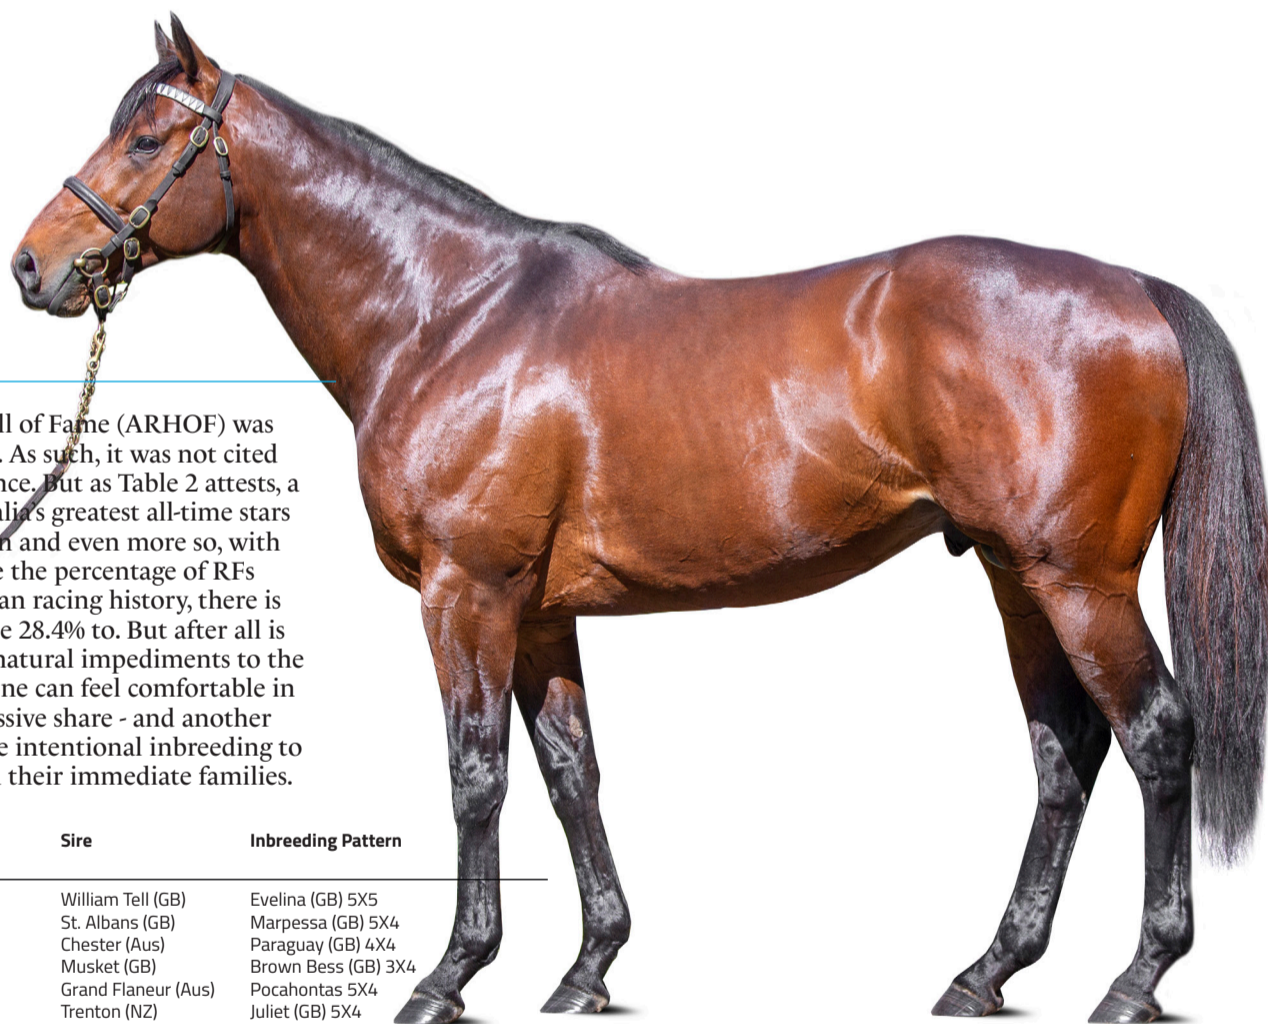 ll of Fame (ARHOF) was
. As such, it was not cited
nce. But as Table 2 attests, a
alia's greatest all-time stars
n and even more so, with
e the percentage of RFs
an racing history, there is
e 28.4% to. But after all is
natural impediments to the
ne can feel comfortable in
ssive share - and another
e intentional inbreeding to
their immediate families.
Sire Inbreeding Pattern
William Tell (GB) Evelina (GB) 5X5
St. Albans (GB) Marpessa (GB) 5X4
Chester (Aus) Paraguay (GB) 4X4
Musket (GB) Brown Bess (GB) 3X4
Grand Flaneur (Aus) Pocahontas 5X4
Trenton (NZ) Juliet (GB) 5X4